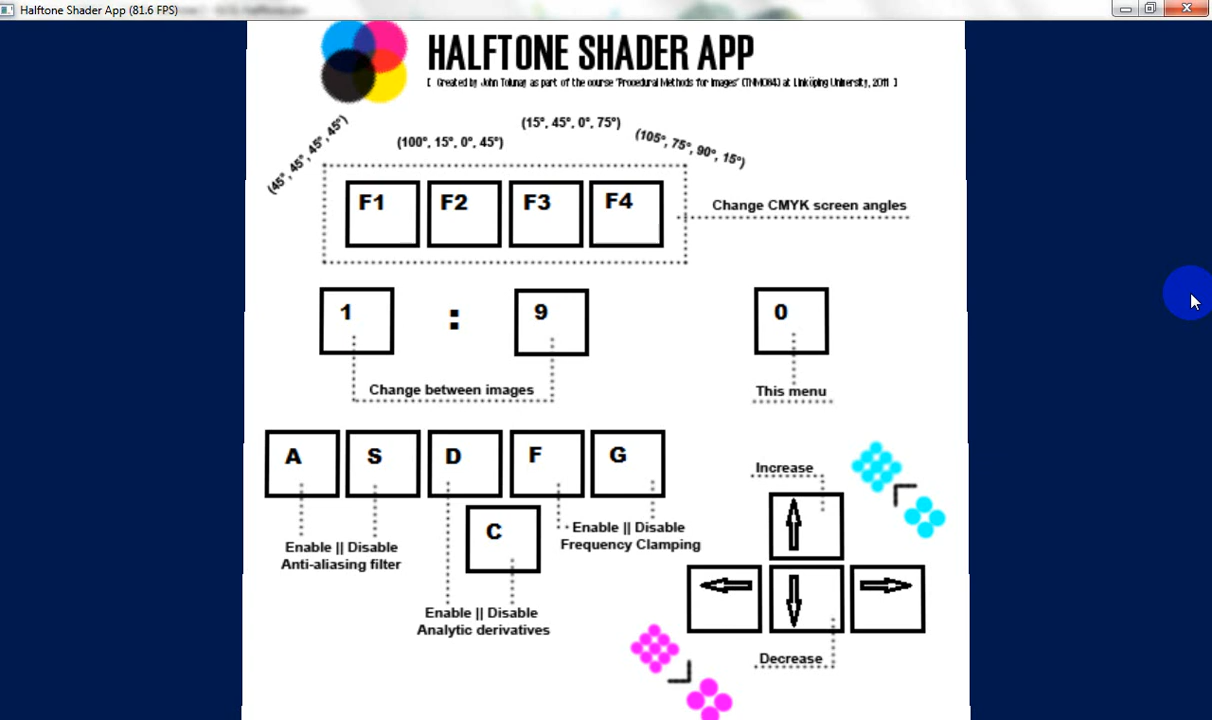 Halftone Shader App (81.6 FPS)
HALFTONE SHADER APP
[ Created by John Tolunay as part of the course "Procedural Methods for Images" (TNM084) at Linköping University, 2011 ]
(45°, 45°, 45°, 45°)
(100°, 15°, 0°, 45°)
(15°, 45°, 0°, 75°)
(105°, 75°, 90°, 15°)
F1 F2 F3 F4
Change CMYK screen angles
1 : 9 0
Change between images
This menu
A S D F G
Increase
C
Enable || Disable
Anti-aliasing filter
Enable || Disable
Frequency Clamping
Enable || Disable
Analytic derivatives
Decrease